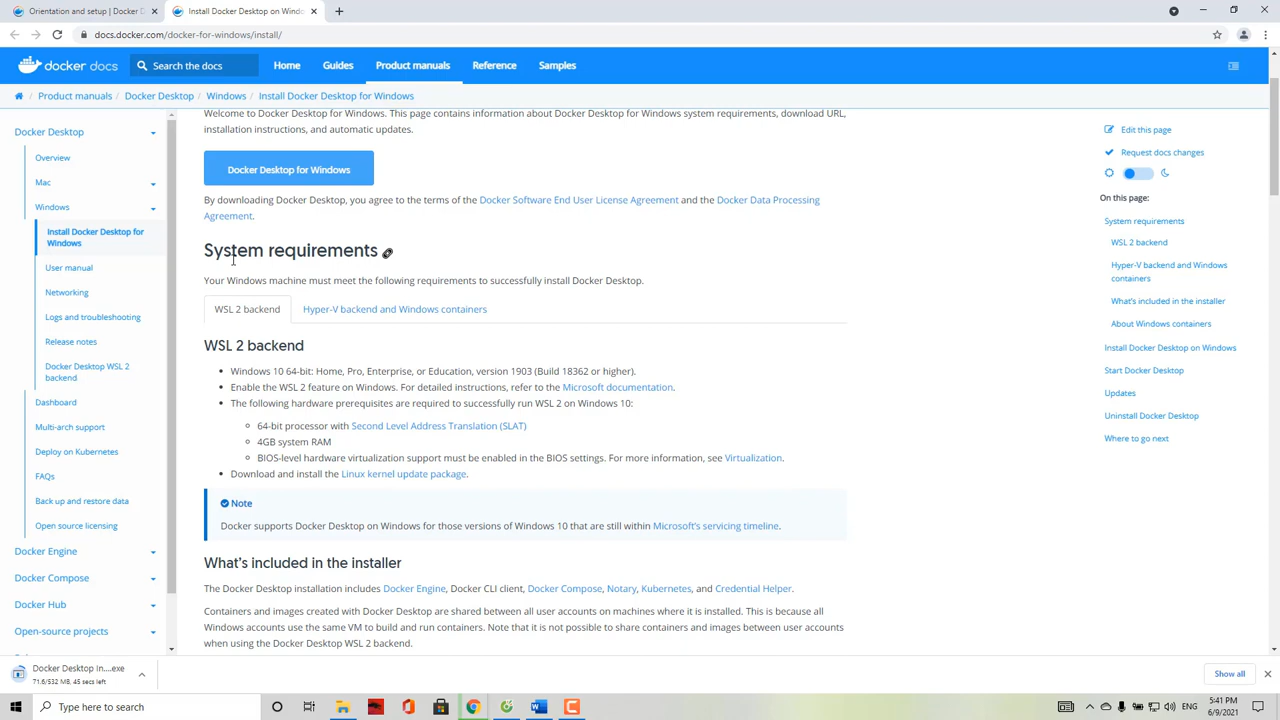 Orientation and setup | Docker D
Install Docker Desktop on Windo
docs.docker.com/docker-for-windows/install/
docker docs
Search the docs
Home
Guides
Product manuals
Reference
Samples
/ Product manuals / Docker Desktop / Windows / Install Docker Desktop for Windows
Docker Desktop
Overview
Mac
Windows
Install Docker Desktop for
Windows
User manual
Networking
Logs and troubleshooting
Release notes
Docker Desktop WSL 2
backend
Dashboard
Multi-arch support
Deploy on Kubernetes
FAQs
Back up and restore data
Open source licensing
Docker Engine
Docker Compose
Docker Hub
Open-source projects
Welcome to Docker Desktop for Windows. This page contains information about Docker Desktop for Windows system requirements, download URL,
installation instructions, and automatic updates.
Docker Desktop for Windows
By downloading Docker Desktop, you agree to the terms of the Docker Software End User License Agreement and the Docker Data Processing
Agreement.
System requirements
Your Windows machine must meet the following requirements to successfully install Docker Desktop.
WSL 2 backend
Hyper-V backend and Windows containers
WSL 2 backend
• Windows 10 64-bit: Home, Pro, Enterprise, or Education, version 1903 (Build 18362 or higher).
• Enable the WSL 2 feature on Windows. For detailed instructions, refer to the Microsoft documentation.
• The following hardware prerequisites are required to successfully run WSL 2 on Windows 10:
◦ 64-bit processor with Second Level Address Translation (SLAT)
◦ 4GB system RAM
◦ BIOS-level hardware virtualization support must be enabled in the BIOS settings. For more information, see Virtualization.
• Download and install the Linux kernel update package.
Note
Docker supports Docker Desktop on Windows for those versions of Windows 10 that are still within Microsoft's servicing timeline.
What's included in the installer
The Docker Desktop installation includes Docker Engine, Docker CLI client, Docker Compose, Notary, Kubernetes, and Credential Helper.
Containers and images created with Docker Desktop are shared between all user accounts on machines where it is installed. This is because all
Windows accounts use the same VM to build and run containers. Note that it is not possible to share containers and images between user accounts
when using the Docker Desktop WSL 2 backend.
Edit this page
Request docs changes
On this page:
System requirements
WSL 2 backend
Hyper-V backend and Windows
containers
What's included in the installer
About Windows containers
Install Docker Desktop on Windows
Start Docker Desktop
Updates
Uninstall Docker Desktop
Where to go next
Docker Desktop In....exe
71.6/532 MB, 45 secs left
Show all
Type here to search
ENG
5:41 PM
6/9/2021